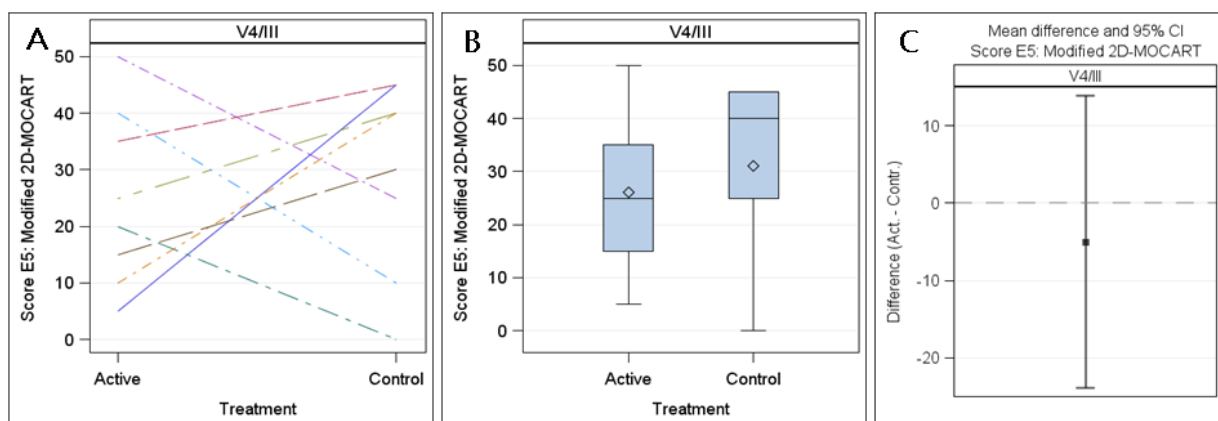 A
V4/III
Score E5: Modified 2D-MOCART
50
40
30
20
10
0
Active
Control
Treatment
B
V4/III
Score E5: Modified 2D-MOCART
50
40
30
20
10
0
Active
Control
Treatment
C
Mean difference and 95% CI
Score E5: Modified 2D-MOCART
V4/III
Difference (Act. - Contr.)
10
0
-10
-20